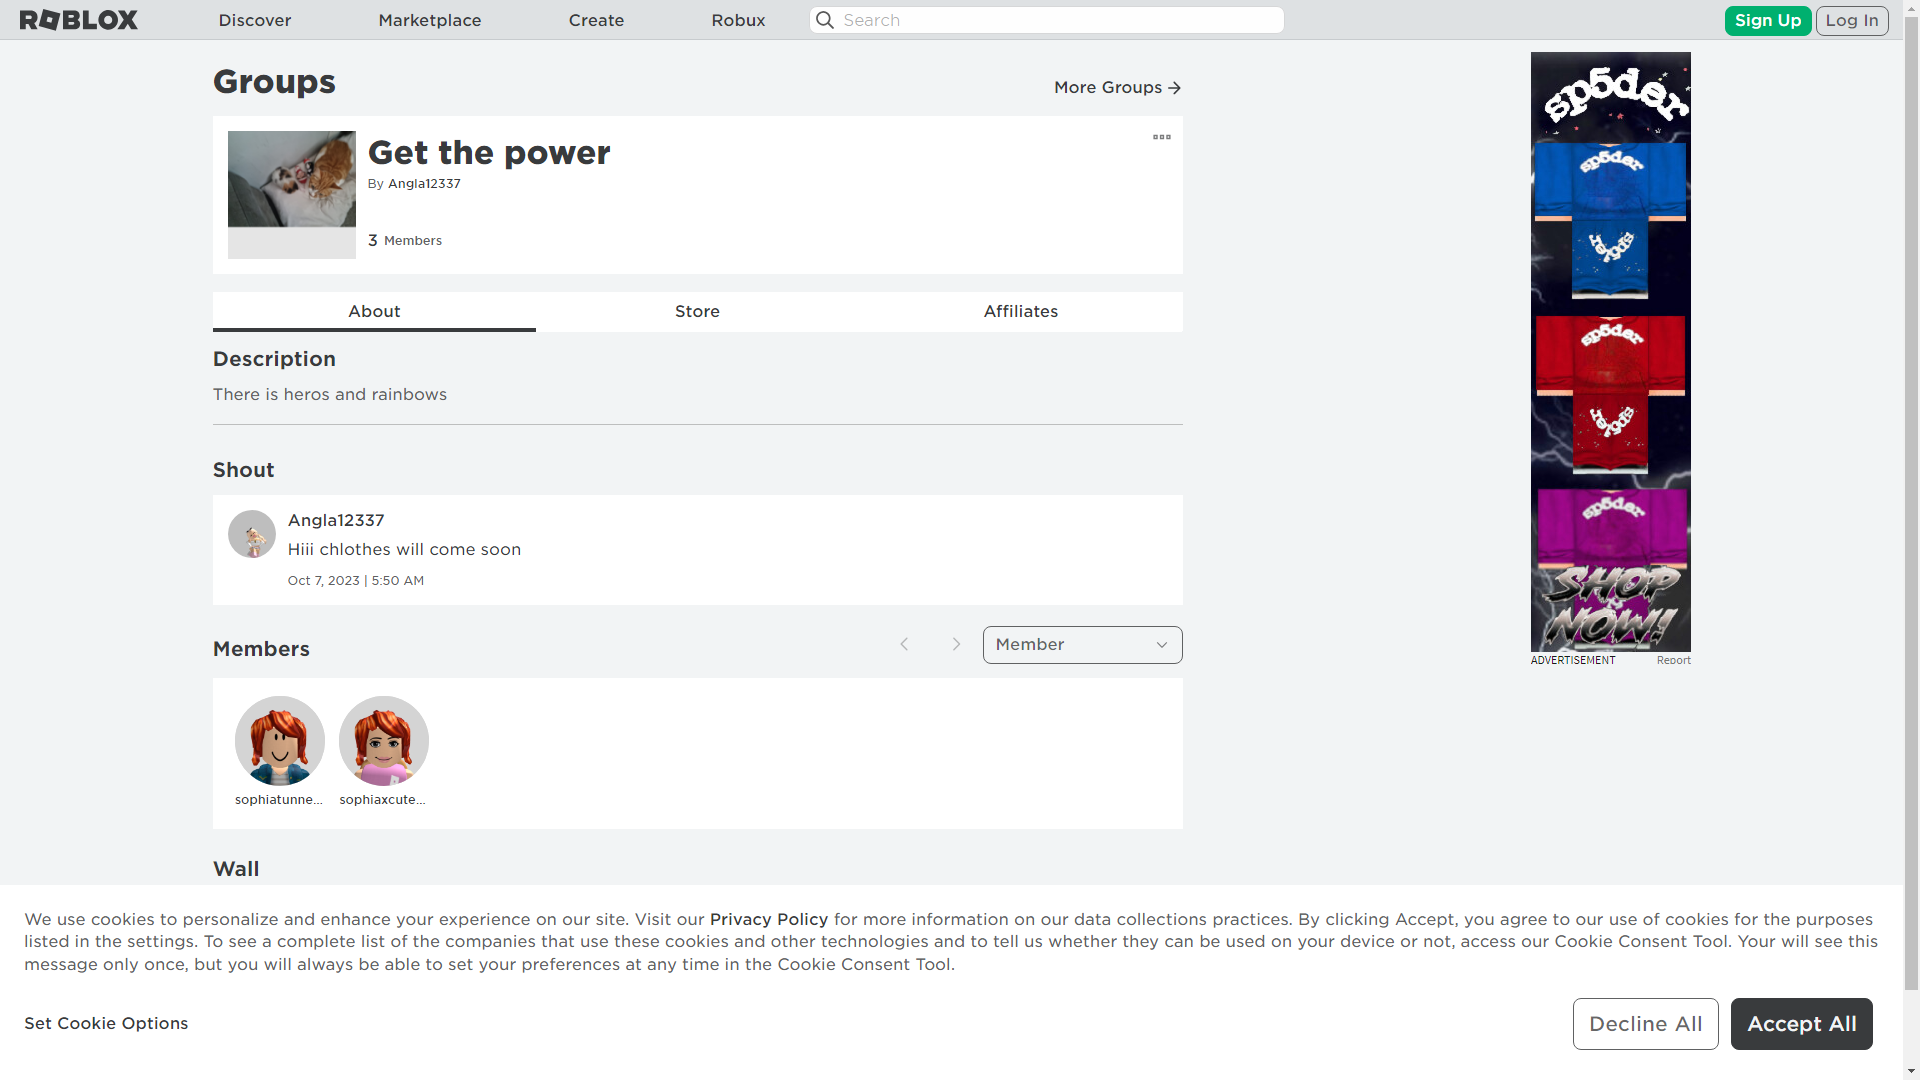 ROBLOX
Discover
Marketplace
Create
Robux
Search
Sign Up
Log In
Groups
More Groups
Get the power
By Angla12337
3 Members
About
Store
Affiliates
Description
There is heros and rainbows
Shout
Angla12337
Hiii chlothes will come soon
Oct 7, 2023 | 5:50 AM
Members
Member
sophiatunne...
sophiaxcute...
Wall
sp5der
sp5der
sp5der
sp5der
sp5der
sp5der
SHOP
NOW!
ADVERTISEMENT
Report
We use cookies to personalize and enhance your experience on our site. Visit our Privacy Policy for more information on our data collections practices. By clicking Accept, you agree to our use of cookies for the purposes
listed in the settings. To see a complete list of the companies that use these cookies and other technologies and to tell us whether they can be used on your device or not, access our Cookie Consent Tool. Your will see this
message only once, but you will always be able to set your preferences at any time in the Cookie Consent Tool.
Set Cookie Options
Decline All
Accept All